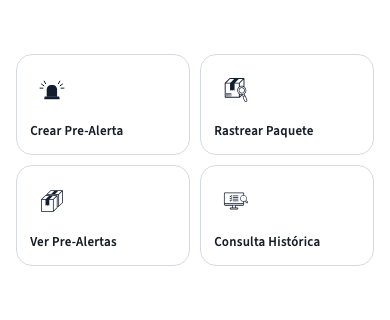 Crear Pre-Alerta
Rastrear Paquete
Ver Pre-Alertas
Consulta Histórica